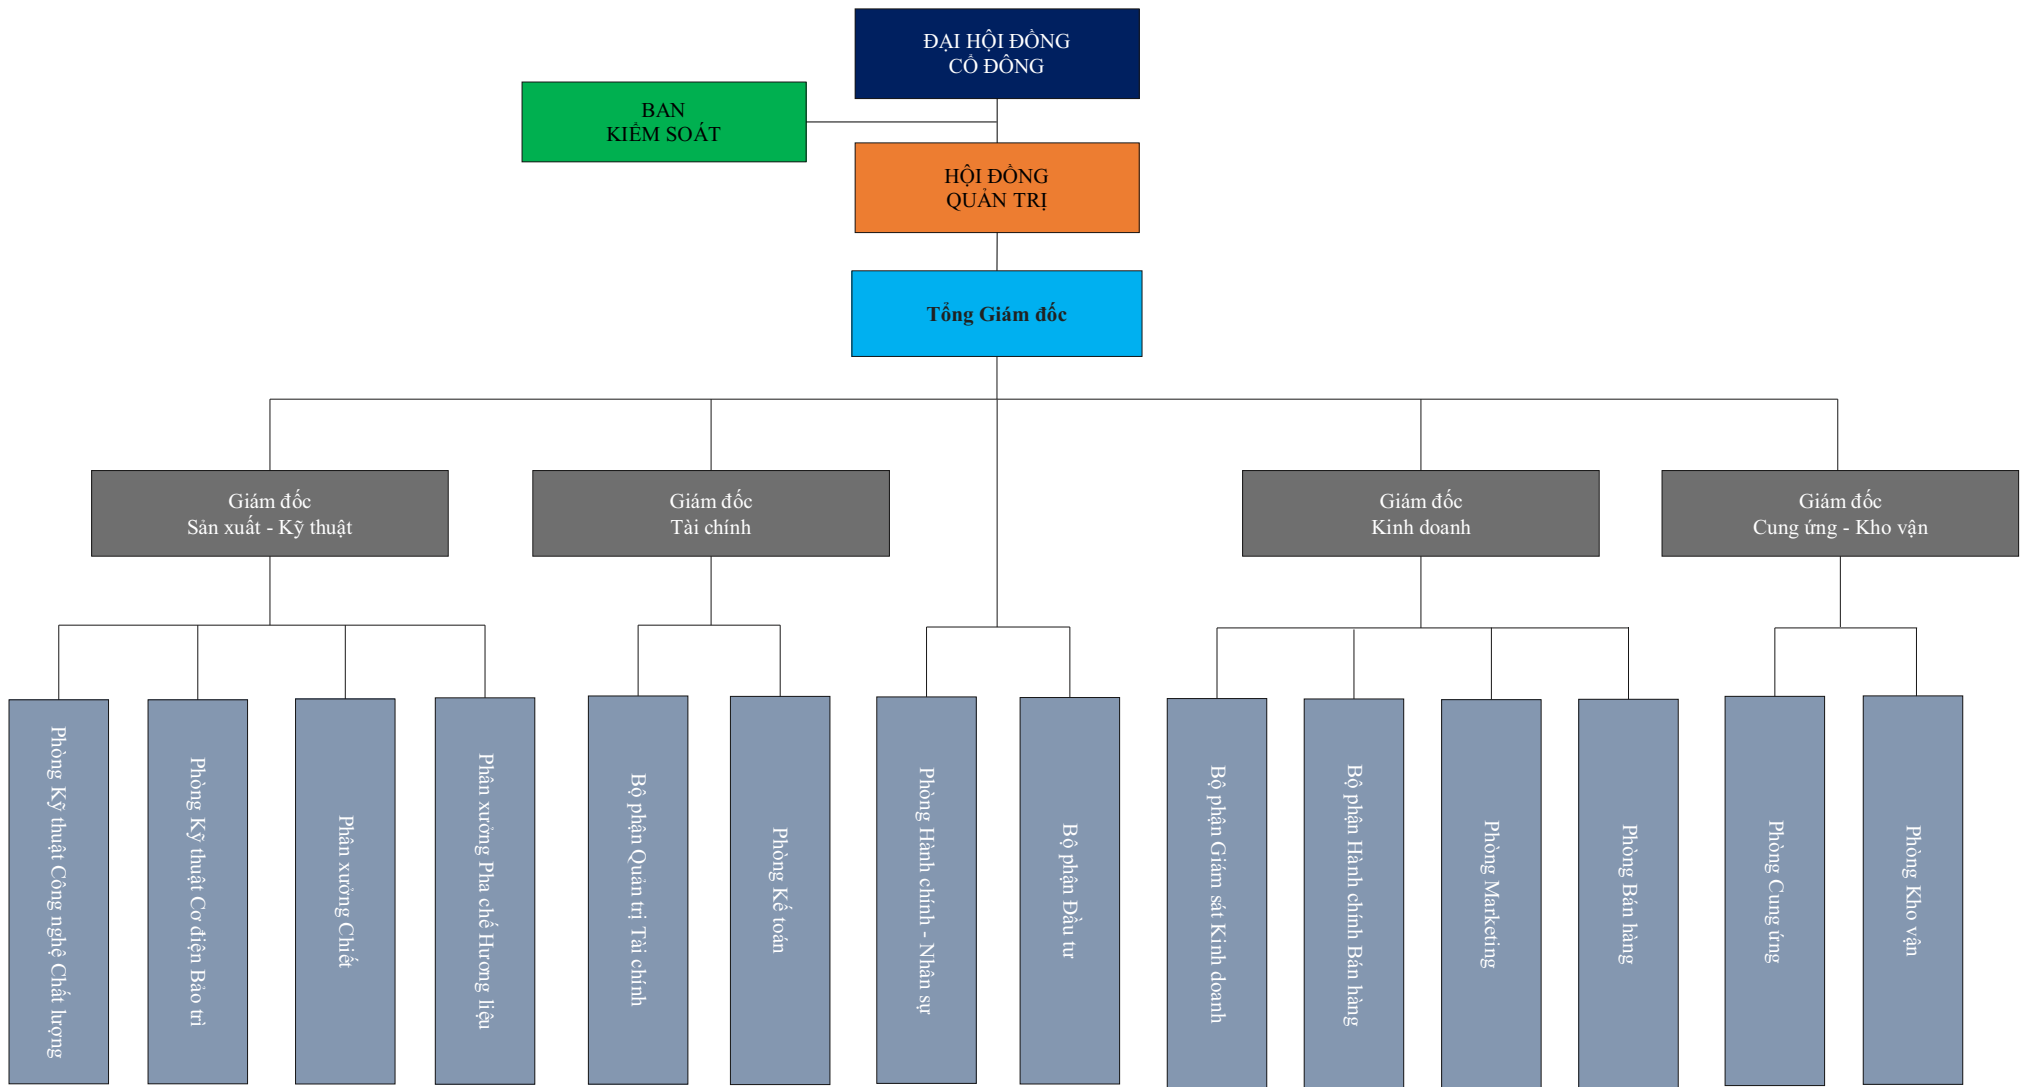 ĐẠI HỘI ĐỒNG
CỔ ĐÔNG
BAN
KIỂM SOÁT
HỘI ĐỒNG
QUẢN TRỊ
Tổng Giám đốc
Giám đốc
Sản xuất - Kỹ thuật
Giám đốc
Tài chính
Giám đốc
Kinh doanh
Giám đốc
Cung ứng - Kho vận
Phòng Kỹ thuật Công nghệ Chất lượng
Phòng Kỹ thuật Cơ điện Bảo trì
Phân xưởng Chiết
Phân xưởng Pha chế Hương liệu
Bộ phận Quản trị Tài chính
Phòng Kế toán
Phòng Hành chính - Nhân sự
Bộ phận Đầu tư
Bộ phận Giám sát Kinh doanh
Bộ phận Hành chính Bán hàng
Phòng Marketing
Phòng Bán hàng
Phòng Cung ứng
Phòng Kho vận